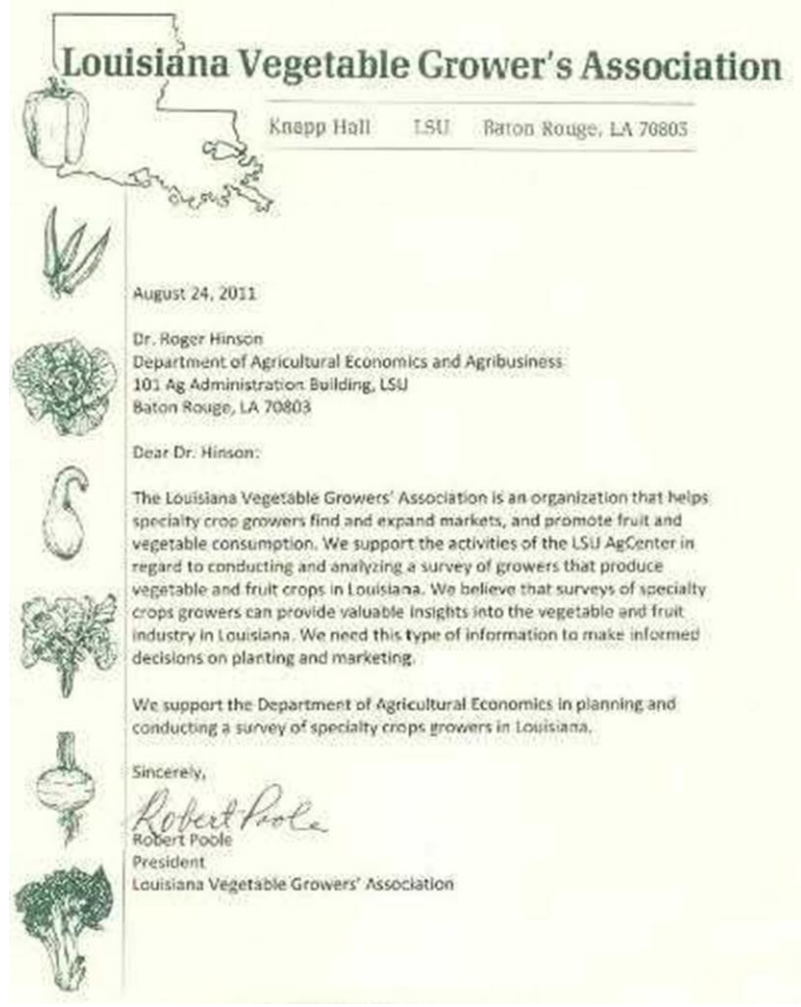 Louisiana Vegetable Grower's Association
Knapp Hall LSU Baton Rouge, LA 70803
August 24, 2011
Dr. Roger Hinson
Department of Agricultural Economics and Agribusiness
101 Ag Administration Building, LSU
Baton Rouge, LA 70803
Dear Dr. Hinson:
The Louisiana Vegetable Growers' Association is an organization that helps
specialty crop growers find and expand markets, and promote fruit and
vegetable consumption. We support the activities of the LSU AgCenter in
regard to conducting and analyzing a survey of growers that produce
vegetable and fruit crops in Louisiana. We believe that surveys of specialty
crops growers can provide valuable insights into the vegetable and fruit
industry in Louisiana. We need this type of information to make informed
decisions on planting and marketing.
We support the Department of Agricultural Economics in planning and
conducting a survey of specialty crops growers in Louisiana.
Sincerely,
Robert Poole
Robert Poole
President
Louisiana Vegetable Growers' Association